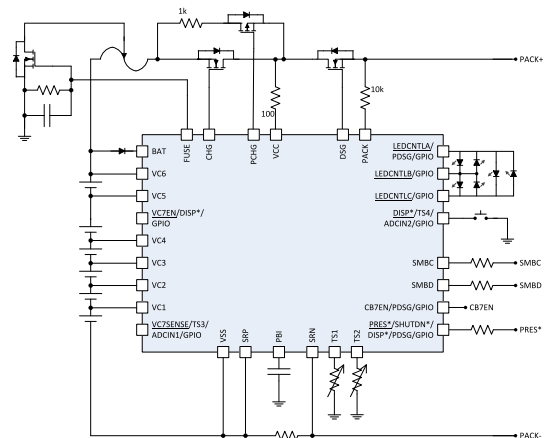 1k
PACK+
100
10k
FUSE
CHG
PCHG
VCC
DSG
PACK
BAT
VC6
VC5
VC7EN/DISP*/
GPIO
VC4
VC3
VC2
VC1
VC7SENSE/TS3/
ADCIN1/GPIO
LEDCNTLA/
PDSG/GPIO
LEDCNTLB/GPIO
LEDCNTLC/GPIO
DISP*/TS4/
ADCIN2/GPIO
SMBC
SMBC
SMBD
SMBD
CB7EN/PDSG/GPIO
CB7EN
PRES*/SHUTDN*/
DISP*/PDSG/GPIO
PRES*
VSS
SRP
PBI
SRN
TS1
TS2
PACK-